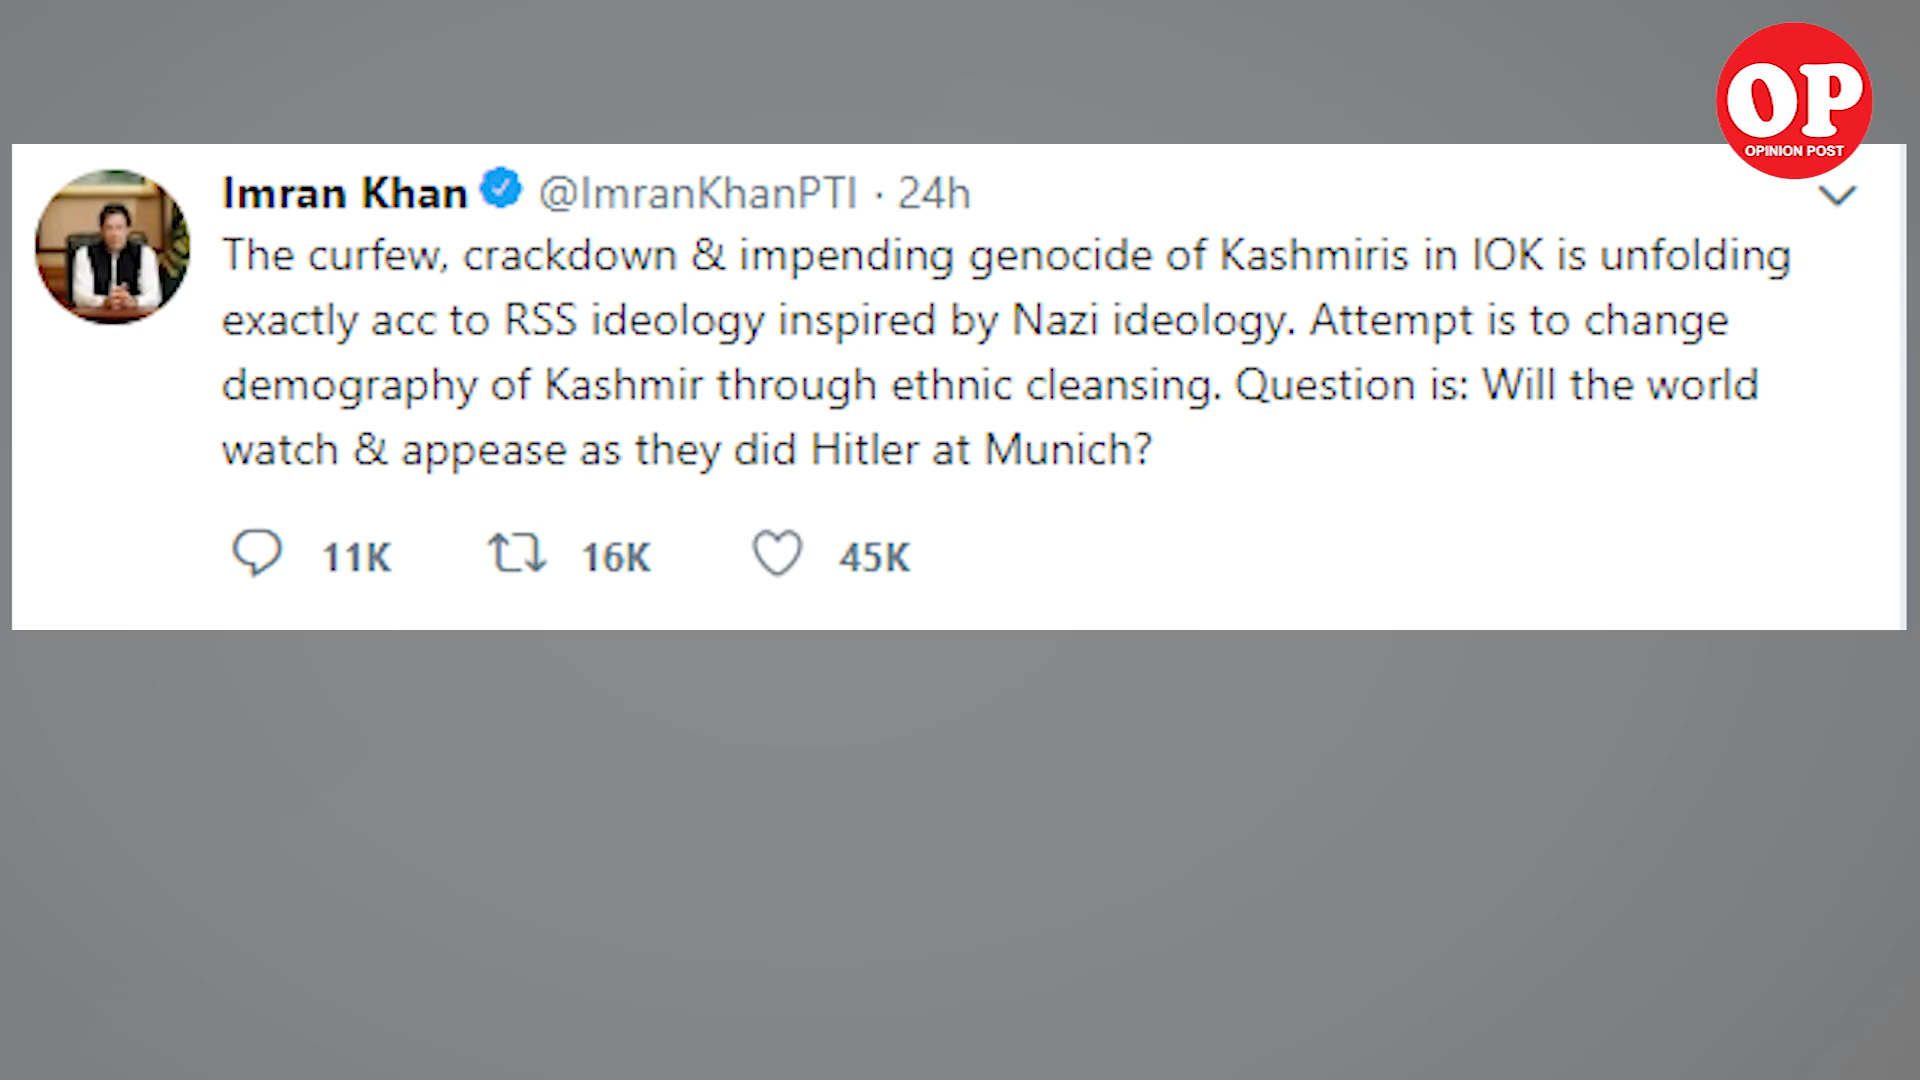 OP
OPINION POST
Imran Khan @ImranKhanPTI · 24h
The curfew, crackdown & impending genocide of Kashmiris in IOK is unfolding
exactly acc to RSS ideology inspired by Nazi ideology. Attempt is to change
demography of Kashmir through ethnic cleansing. Question is: Will the world
watch & appease as they did Hitler at Munich?
11K 16K 45K